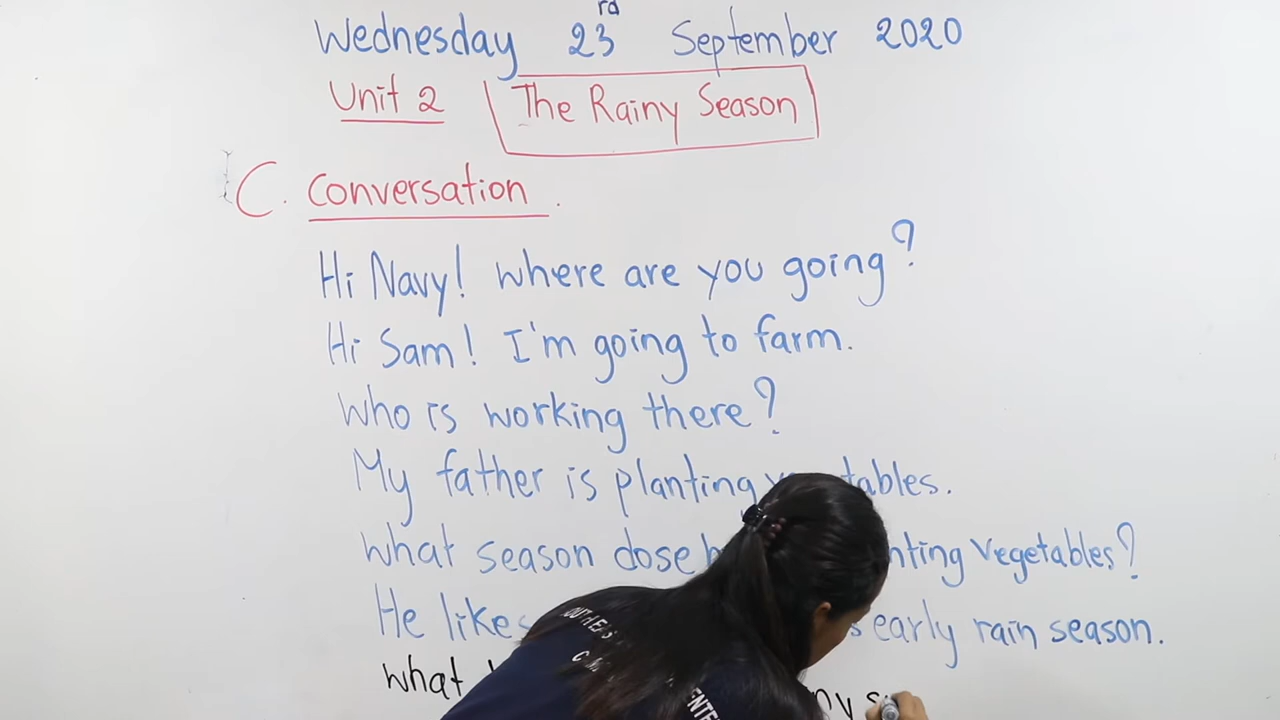 Wednesday 23rd September 2020
Unit 2 The Rainy Season
C. Conversation.
Hi Navy! where are you going?
Hi Sam! I'm going to farm.
Who is working there?
My father is planting
What season dose vegetables?
He likes early rain season.
what